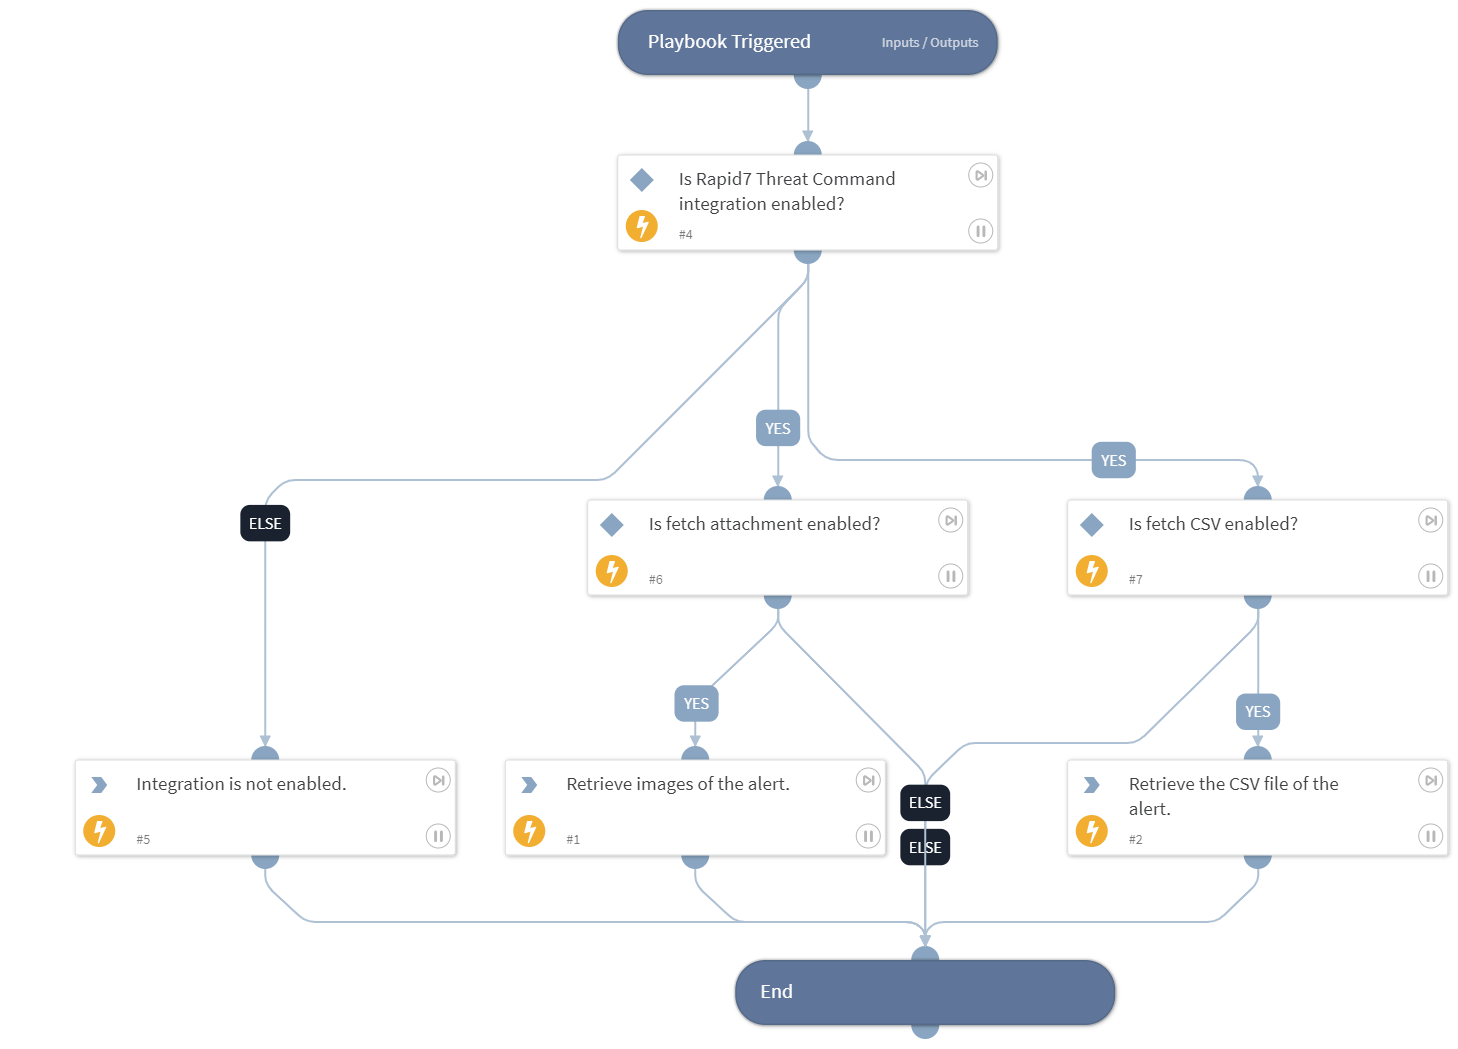 Playbook Triggered
Inputs / Outputs
Is Rapid7 Threat Command
integration enabled?
#4
YES
YES
ELSE
Is fetch attachment enabled?
#6
Is fetch CSV enabled?
#7
YES
YES
Integration is not enabled.
#5
Retrieve images of the alert.
#1
ELSE
ELSE
Retrieve the CSV file of the
alert.
#2
End